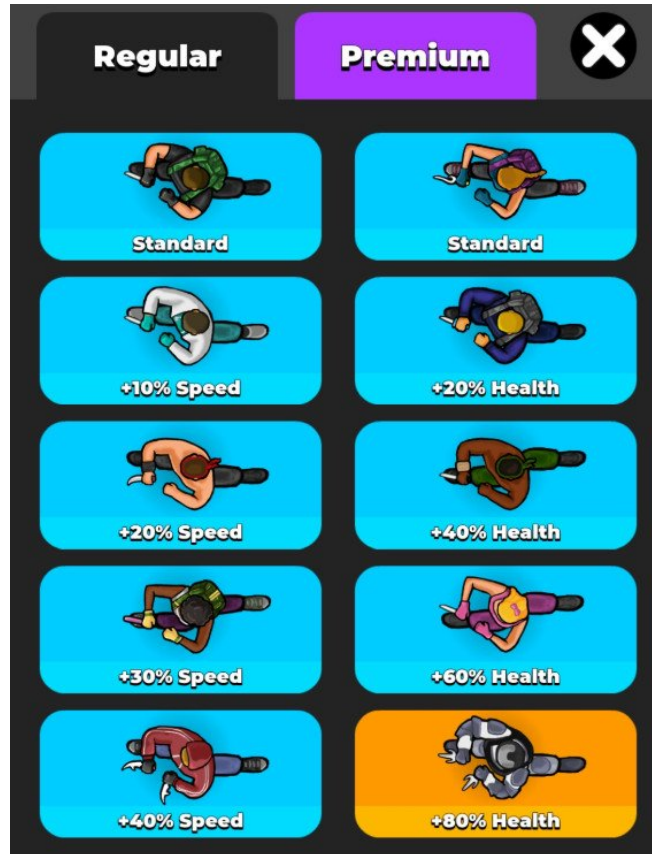 Regular
Premium
Standard
Standard
+10% Speed
+20% Health
+20% Speed
+40% Health
+30% Speed
+60% Health
+40% Speed
+80% Health